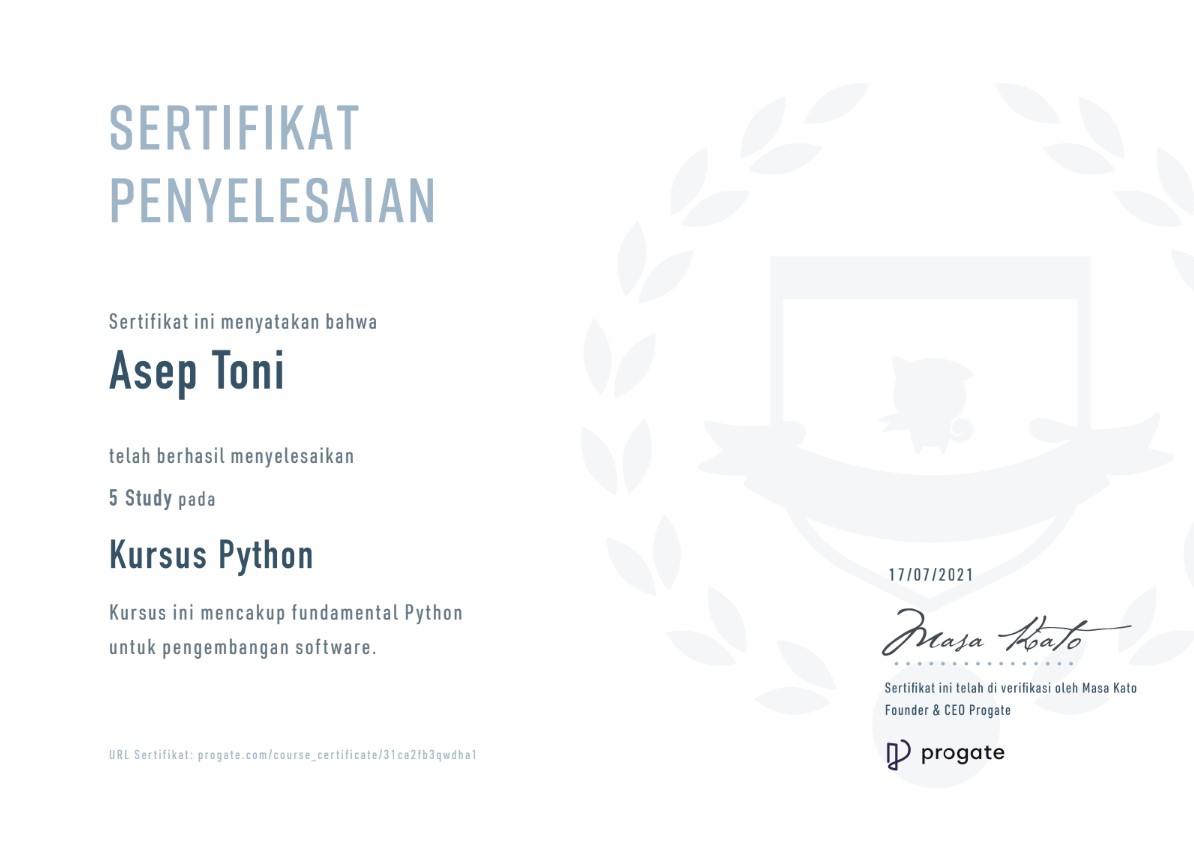 SERTIFIKAT
PENYELESAIAN
Sertifikat ini menyatakan bahwa
Asep Toni
telah berhasil menyelesaikan
5 Study pada
Kursus Python
Kursus ini mencakup fundamental Python
untuk pengembangan software.
URL Sertifikat: progate.com/course_certificate/31ca2fb3qwdha1
17/07/2021
Masa Kato
Sertifikat ini telah di verifikasi oleh Masa Kato
Founder & CEO Progate
progate